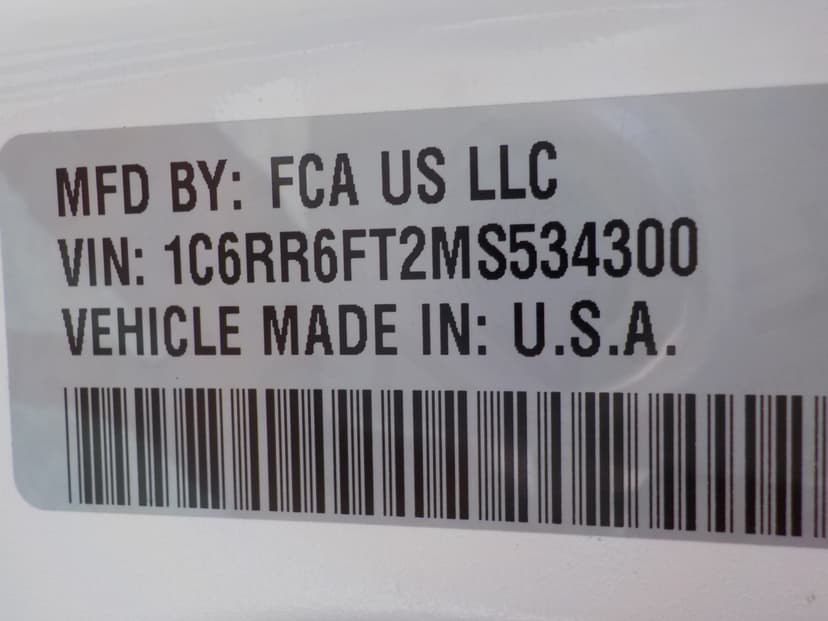 MFD BY: FCA US LLC
VIN: 1C6RR6FT2MS534300
VEHICLE MADE IN: U.S.A.